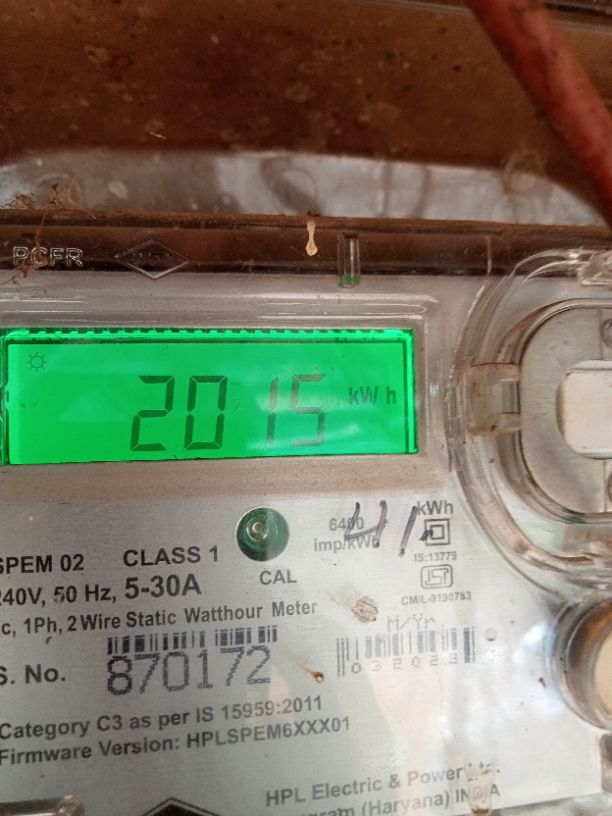 2015 kWh
kWh
6400
imp/kWh
IS:13779
SPEM 02 CLASS 1
CAL
CM/L-9190783
240V, 50 Hz, 5-30A
c, 1Ph, 2 Wire Static Watthour Meter
M/Yr
S. No. 870172
032022
Category C3 as per IS 15959:2011
Firmware Version: HPLSPEM6XXX01
HPL Electric & Power Ltd.
(Haryana) INDIA